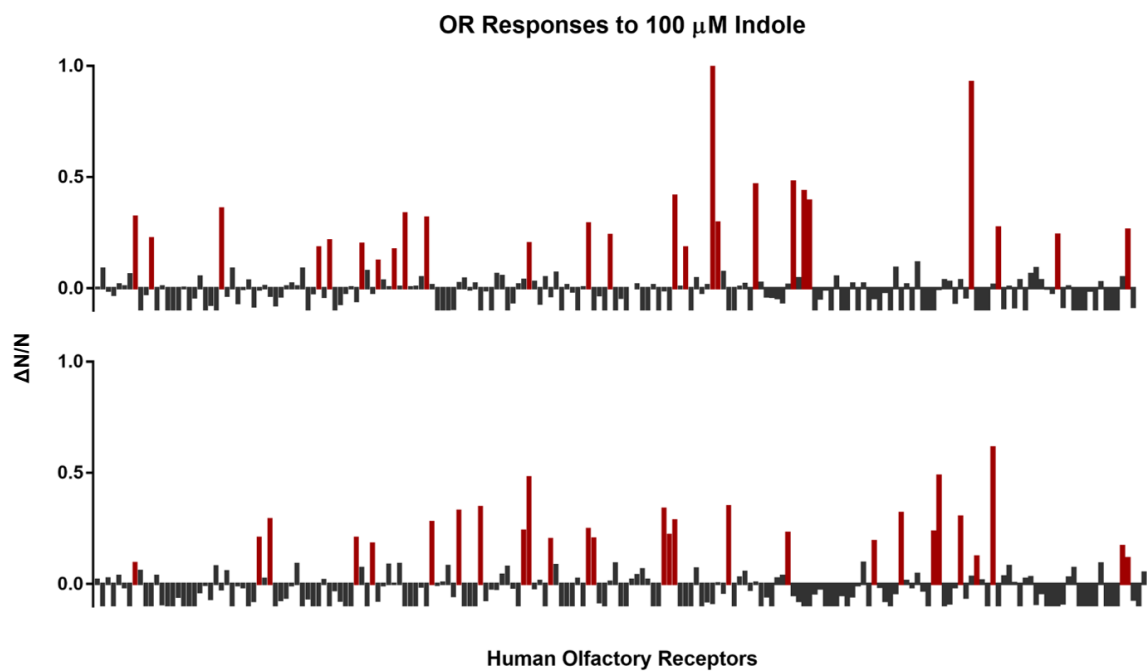 OR Responses to 100 μM Indole
1.0
0.5
0.0
ΔN/N
1.0
0.5
0.0
Human Olfactory Receptors